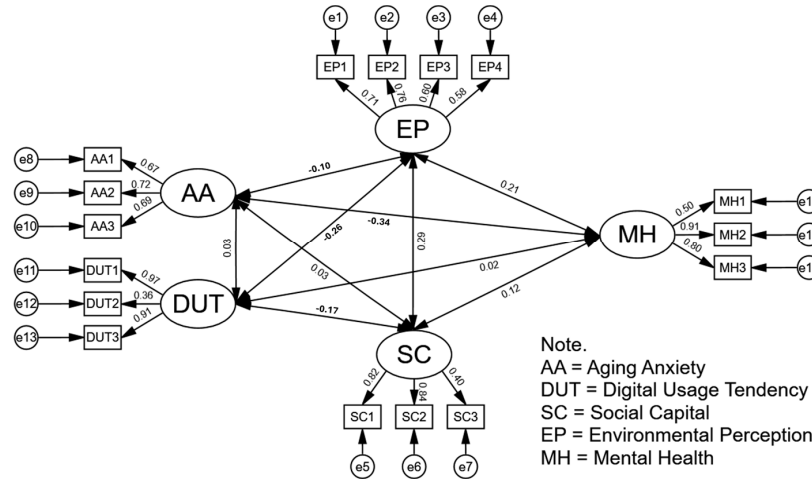 e1 e2 e3 e4
EP1 EP2 EP3 EP4
0.71 0.76 0.60 0.58
EP
e8 AA1 0.67
e9 AA2 0.72
e10 AA3 0.69
AA
-0.10
0.21
-0.34
-0.26
0.29
0.03
0.03
0.02
0.12
-0.17
MH
0.50 MH1 e1
0.91 MH2 e1
0.80 MH3 e1
e11 DUT1 0.97
e12 DUT2 0.36
e13 DUT3 0.91
DUT
SC
0.82 0.84 0.40
SC1 SC2 SC3
e5 e6 e7
Note.
AA = Aging Anxiety
DUT = Digital Usage Tendency
SC = Social Capital
EP = Environmental Perception
MH = Mental Health